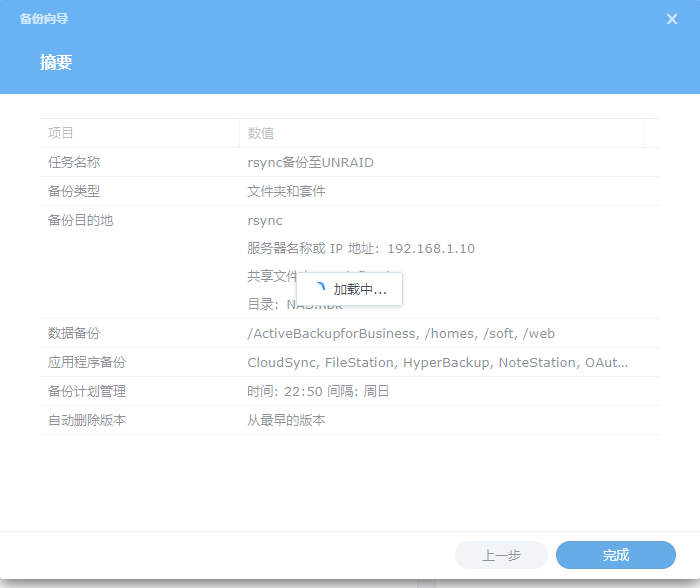 备份向导
摘要
项目 数值
任务名称 rsync备份至UNRAID
备份类型 文件夹和套件
备份目的地 rsync
服务器名称或 IP 地址: 192.168.1.10
共享文件
加载中...
目录:
数据备份 /ActiveBackupforBusiness, /homes, /soft, /web
应用程序备份 CloudSync, FileStation, HyperBackup, NoteStation, OAut...
备份计划管理 时间: 22:50 间隔: 周日
自动删除版本 从最早的版本
上一步 完成